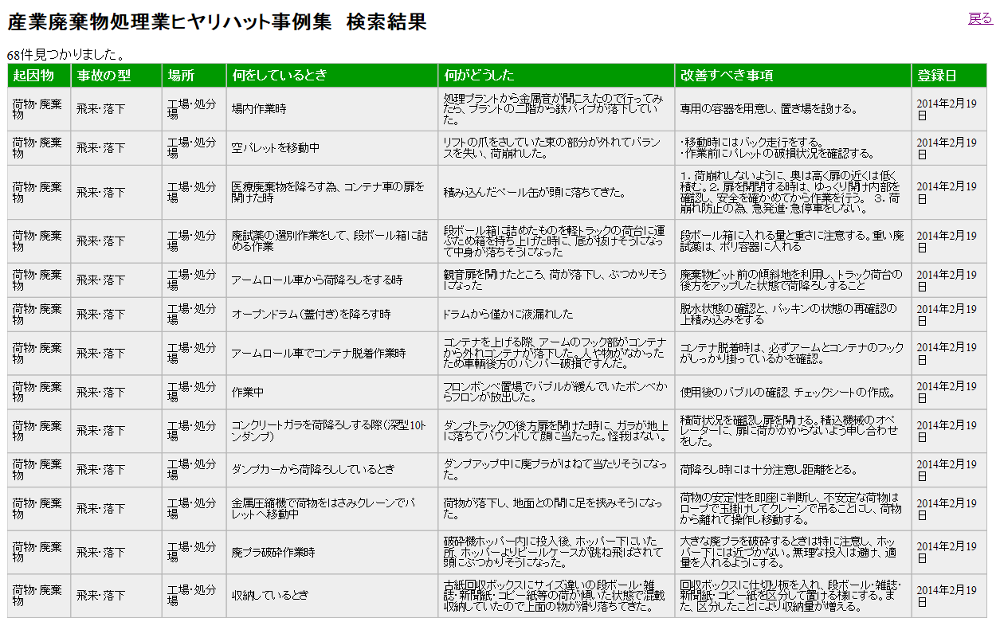 産業廃棄物処理業ヒヤリハット事例集　検索結果
戻る
68件見つかりました。
起因物 事故の型 場所 何をしているとき 何がどうした 改善すべき事項 登録日
荷物・廃棄
物
飛来・落下
工場・処分
場
場内作業時
処理プラントから金属音が聞こえたので行ってみ
たら、プラントの二階から鉄パイプが落下してい
た。
専用の容器を用意し、置き場を設ける。
2014年2月19
日
荷物・廃棄
物
飛来・落下
工場・処分
場
空パレットを移動中
リフトの爪をさしていた束の部分が外れてバラン
スを失い、荷崩れした。
・移動時にはバック走行をする。
・作業前にパレットの破損状況を確認する。
2014年2月19
日
荷物・廃棄
物
飛来・落下
工場・処分
場
医療廃棄物を降ろす為、コンテナ車の扉を
開けた時
積み込んだペール缶が頭に落ちてきた。
１．荷崩れしないように、奥は高く扉の近くは低く
積む。２．扉を開閉する時は、ゆっくり開け内部を
確認し、安全を確かめてから作業を行う。　３．荷
崩れ防止の為、急発進・急停車をしない。
2014年2月19
日
荷物・廃棄
物
飛来・落下
工場・処分
場
廃試薬の選別作業をして、段ボール箱に詰
める作業
段ボール箱に詰めたものを軽トラックの荷台に運
ぶため箱を持ち上げた時に、底が抜けそうになっ
て中身が落ちそうになった
段ボール箱に入れる量と重さに注意する。重い廃
試薬は、ポリ容器に入れる
2014年2月19
日
荷物・廃棄
物
飛来・落下
工場・処分
場
アームロール車から荷降ろしをする時
観音扉を開けたところ、荷が落下し、ぶつかりそう
になった
廃棄物ピット前の傾斜地を利用し、トラック荷台の
後方をアップした状態で荷降ろしすること
2014年2月19
日
荷物・廃棄
物
飛来・落下
工場・処分
場
オープンドラム（蓋付き）を降ろす時
ドラムから僅かに液漏れした
脱水状態の確認と、パッキンの状態の再確認の
上積み込みをする
2014年2月19
日
荷物・廃棄
物
飛来・落下
工場・処分
場
アームロール車でコンテナ脱着作業時
コンテナを上げる際、アームのフック部がコンテナ
から外れコンテナが落下した。人や物がなかった
ため車輌後方のバンパー破損ですんだ。
コンテナ脱着時は、必ずアームとコンテナのフック
がしっかり掛っているかを確認。
2014年2月19
日
荷物・廃棄
物
飛来・落下
工場・処分
場
作業中
フロンボンベ置場でバブルが緩んでいたボンベか
らフロンが放出した。
使用後のバブルの確認、チェックシートの作成。
2014年2月19
日
荷物・廃棄
物
飛来・落下
工場・処分
場
コンクリートガラを荷降ろしする際（深型10ト
ンダンプ）
ダンプトラックの後方扉を開けた時に、ガラが地上
に落ちてバウンドして顔に当たった。怪我はない。
積荷状況を確認し扉を開ける。積込機械のオペ
レーターに、扉に荷がかからないよう申し合わせ
をした。
2014年2月19
日
荷物・廃棄
物
飛来・落下
工場・処分
場
ダンプカーから荷降ろししているとき
ダンプアップ中に廃プラがはねて当たりそうになっ
た。
荷降ろし時には十分注意し距離をとる。
2014年2月19
日
荷物・廃棄
物
飛来・落下
工場・処分
場
金属圧縮機で荷物をはさみクレーンでパ
レットへ移動中
荷物が落下し、地面との間に足を挟みそうになっ
た。
荷物の安定性を即座に判断し、不安定な荷物は
ロープで玉掛けしてクレーンで吊ることにし、荷物
から離れて操作し移動する。
2014年2月19
日
荷物・廃棄
物
飛来・落下
工場・処分
場
廃プラ破砕作業時
破砕機ホッパー内に投入後、ホッパー下にいた
所、ホッパーよりビールケースが跳ね飛ばされて
頭にぶつかりそうになった。
大きな廃プラを破砕するときは特に注意し、ホッ
パー下には近づかない。無理な投入は避け、適
量を入れるようにする。
2014年2月19
日
荷物・廃棄
物
飛来・落下
工場・処分
場
収納しているとき
古紙回収ボックスにサイズ違いの段ボール・雑
誌・新聞紙・コピー紙等の荷が傾いた状態で混載
収納していたので上面の物が滑り落ちてきた。
回収ボックスに仕切り板を入れ、段ボール・雑誌・
新聞紙・コピー紙を区分して置ける様にする。ま
た、区分したことにより収納量が増える。
2014年2月19
日